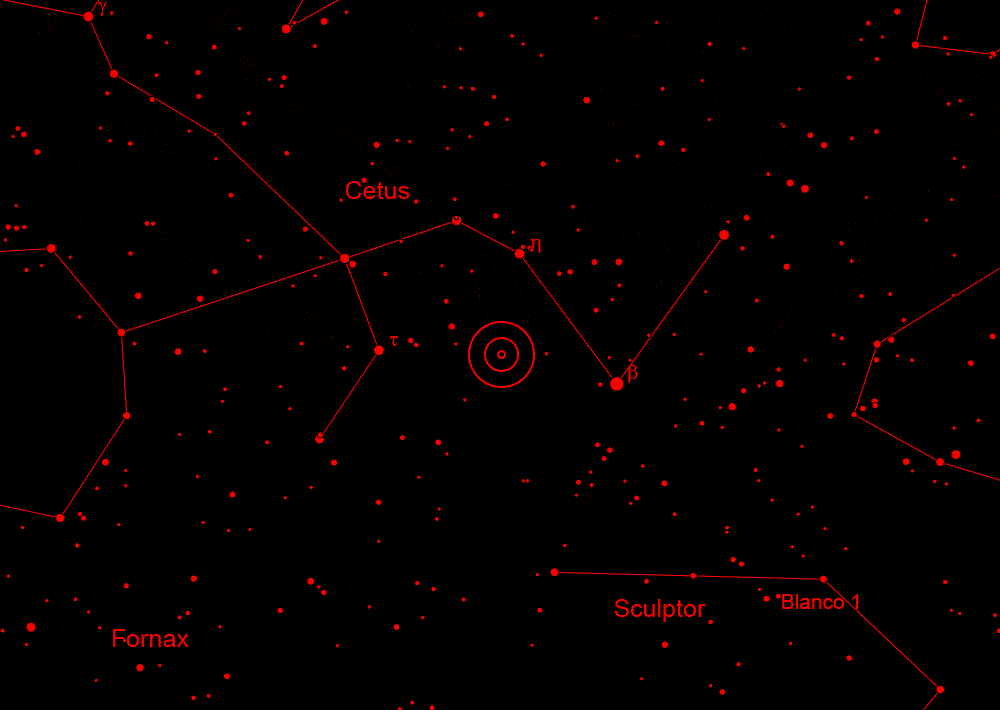 γ
Cetus
η
τ
β
Blanco 1
Sculptor
Fornax